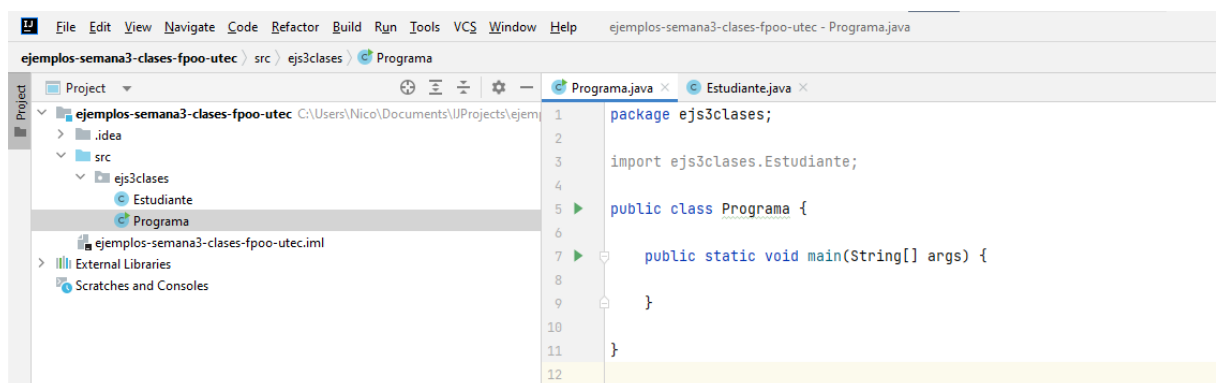 File Edit View Navigate Code Refactor Build Run Tools VCS Window Help ejemplos-semana3-clases-fpoo-utec - Programa.java
ejemplos-semana3-clases-fpoo-utec src ejs3clases Programa
Project
Project
ejemplos-semana3-clases-fpoo-utec C:\Users\Nico\Documents\IJProjects\ejem
.idea
src
ejs3clases
Estudiante
Programa
ejemplos-semana3-clases-fpoo-utec.iml
External Libraries
Scratches and Consoles
Programa.java Estudiante.java
1 package ejs3clases;
2
3 import ejs3clases.Estudiante;
4
5 public class Programa {
6
7 public static void main(String[] args) {
8
9 }
10
11 }
12